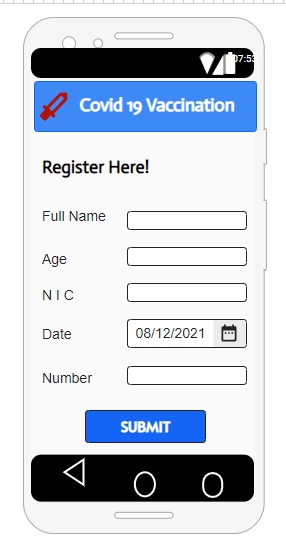 07:53
Covid 19 Vaccination
Register Here!
Full Name
Age
N I C
Date 08/12/2021
Number
SUBMIT